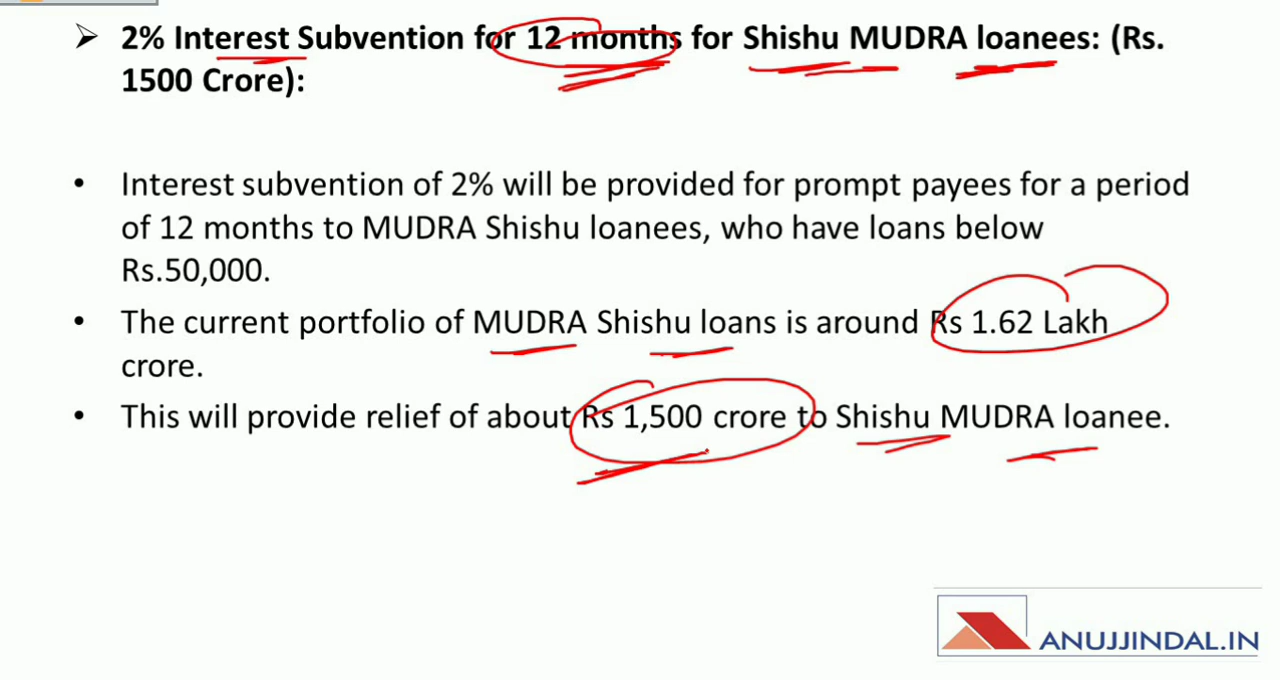 ➢ 2% Interest Subvention for 12 months for Shishu MUDRA loanees: (Rs.
1500 Crore):
• Interest subvention of 2% will be provided for prompt payees for a period
of 12 months to MUDRA Shishu loanees, who have loans below
Rs.50,000.
• The current portfolio of MUDRA Shishu loans is around Rs 1.62 Lakh
crore.
• This will provide relief of about Rs 1,500 crore to Shishu MUDRA loanee.
ANUJJINDAL.IN